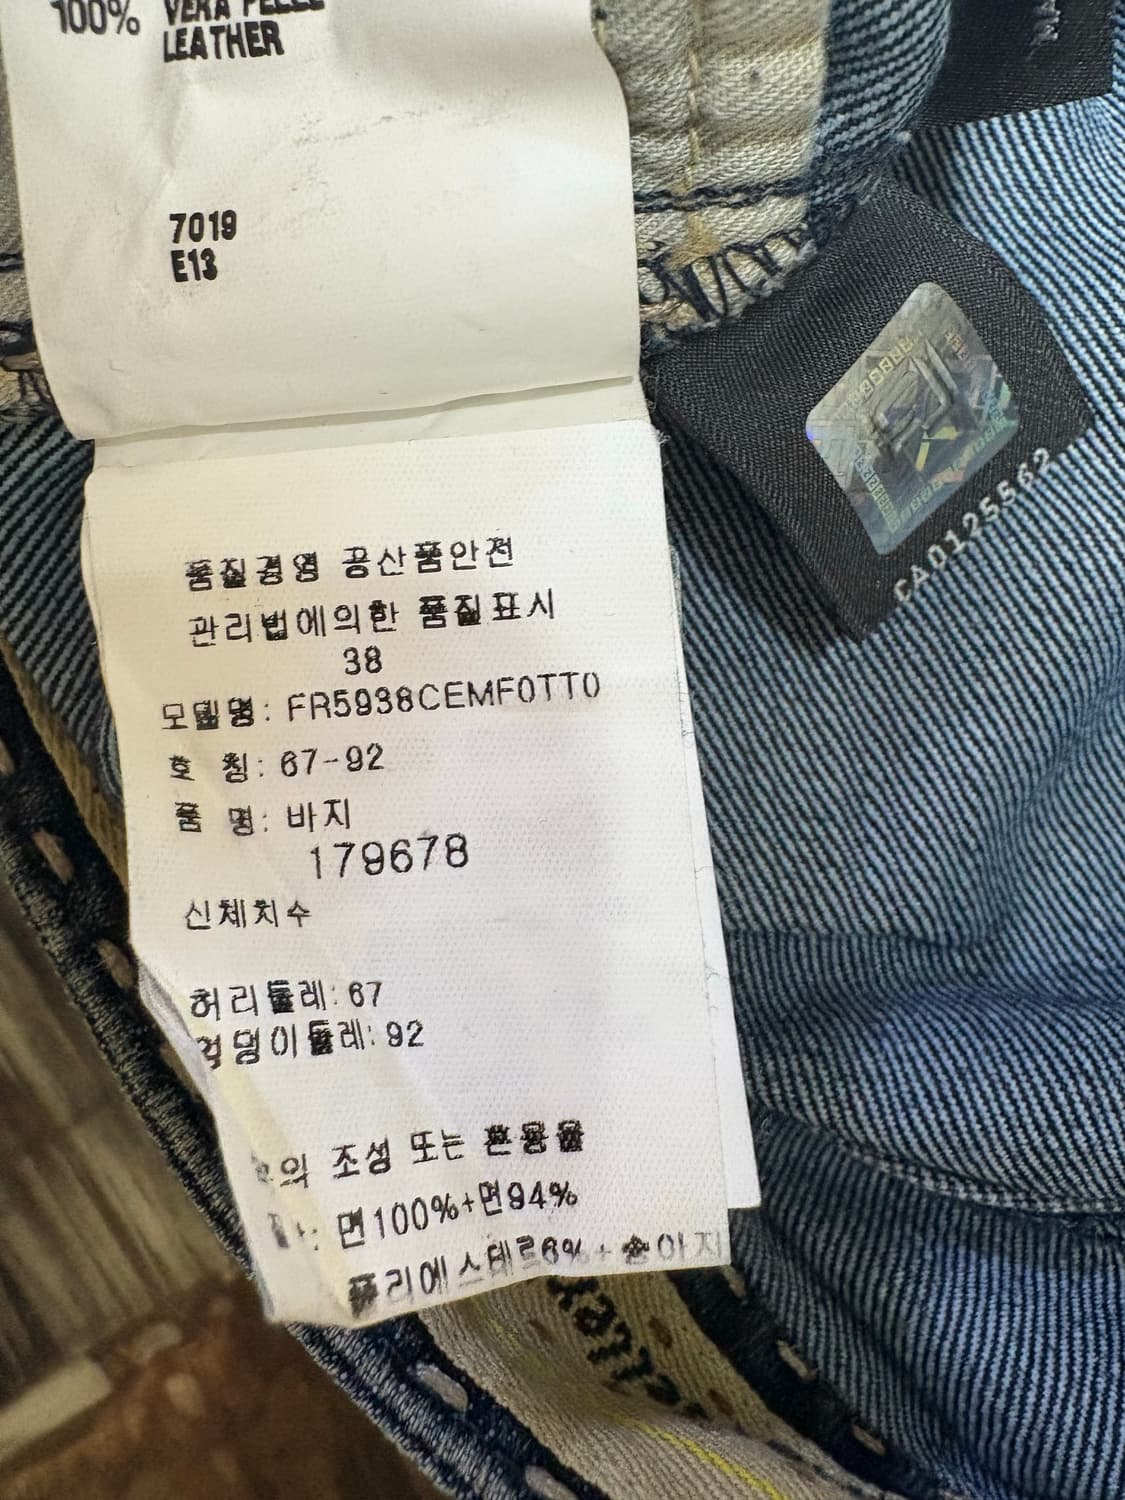 100% VERA PELLE
LEATHER
7019
E13
CA0125562
품질경영 공산품안전
관리법에의한 품질표시
38
모델명: FR5938CEMF0TT0
호 칭: 67-92
품 명: 바지
179678
신체치수
허리둘레: 67
엉덩이둘레: 92
의 조성 또는 혼용율
면100%+면94%
폴리에스테르6%+송아지